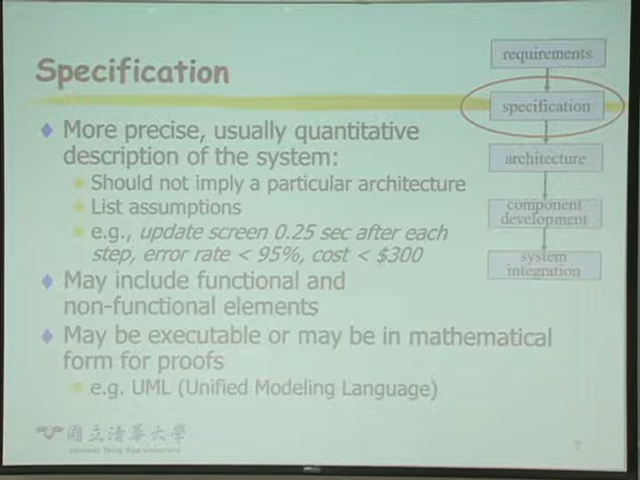 Specification
More precise, usually quantitative
description of the system:
Should not imply a particular architecture
List assumptions
e.g., update screen 0.25 sec after each
step, error rate < 95%, cost < $300
May include functional and
non-functional elements
May be executable or may be in mathematical
form for proofs
e.g. UML (Unified Modeling Language)
requirements
specification
architecture
component
development
system
integration
國立清華大學
National Tsing Hua University
7